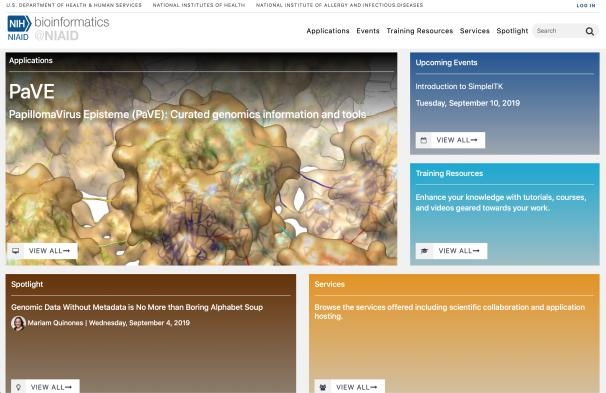 U.S. DEPARTMENT OF HEALTH & HUMAN SERVICES NATIONAL INSTITUTES OF HEALTH NATIONAL INSTITUTE OF ALLERGY AND INFECTIOUS DISEASES LOG IN
NIH bioinformatics
NIAID @NIAID
Applications Events Training Resources Services Spotlight Search
Applications
PaVE
PapillomaVirus Episteme (PaVE): Curated genomics information and tools
VIEW ALL→
Upcoming Events
Introduction to SimpleITK
Tuesday, September 10, 2019
VIEW ALL→
Training Resources
Enhance your knowledge with tutorials, courses,
and videos geared towards your work.
VIEW ALL→
Spotlight
Genomic Data Without Metadata is No More than Boring Alphabet Soup
Mariam Quinones | Wednesday, September 4, 2019
VIEW ALL→
Services
Browse the services offered including scientific collaboration and application
hosting.
VIEW ALL→